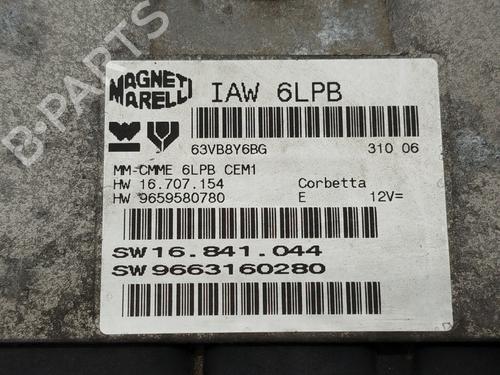 MAGNETI
MARELLI
IAW 6LPB
63VB8Y6BG 310 06
MM-CMME 6LPB CEM1
HW 16.707.154 Corbetta
HW 9659580780 E 12V=
SW 16.841.044
SW 9663160280
B-PARTS